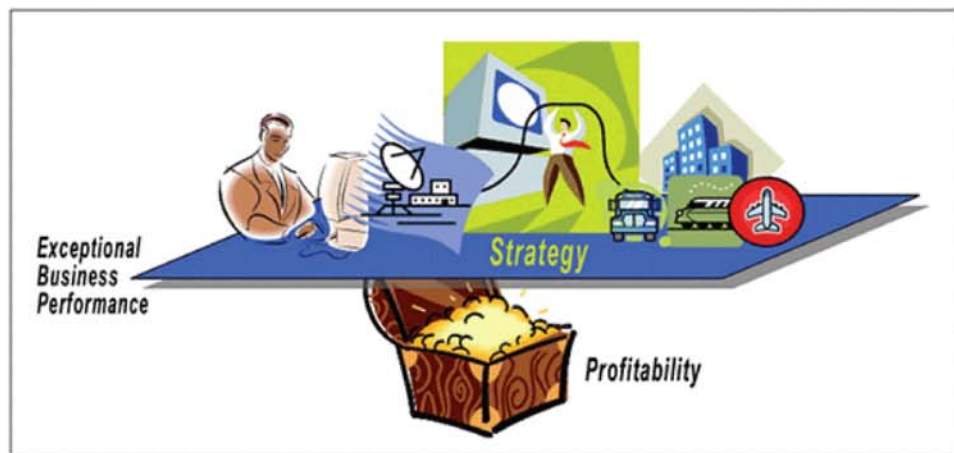 Strategy
Exceptional
Business
Performance
Profitability